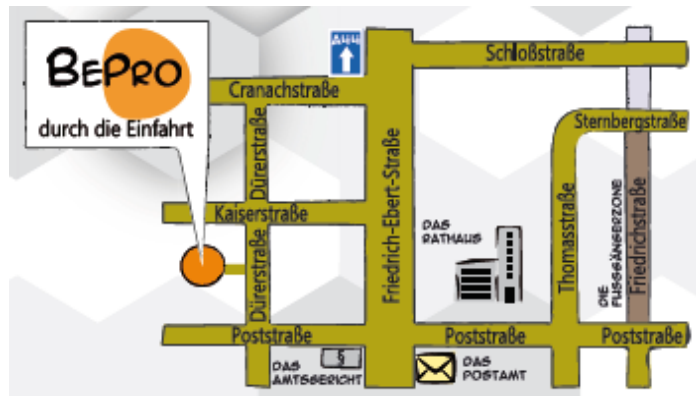 BEPRO
durch die Einfahrt
A44
Schloßstraße
Cranachstraße
Sternbergstraße
Dürerstraße
Kaiserstraße
Friedrich-Ebert-Straße
DAS
RATHAUS
Thomasstraße
DIE
FUSSGÄNGERZONE
Friedrichstraße
Dürerstraße
Poststraße
Poststraße
Poststraße
DAS
AMTSGERICHT
§
DAS
POSTAMT